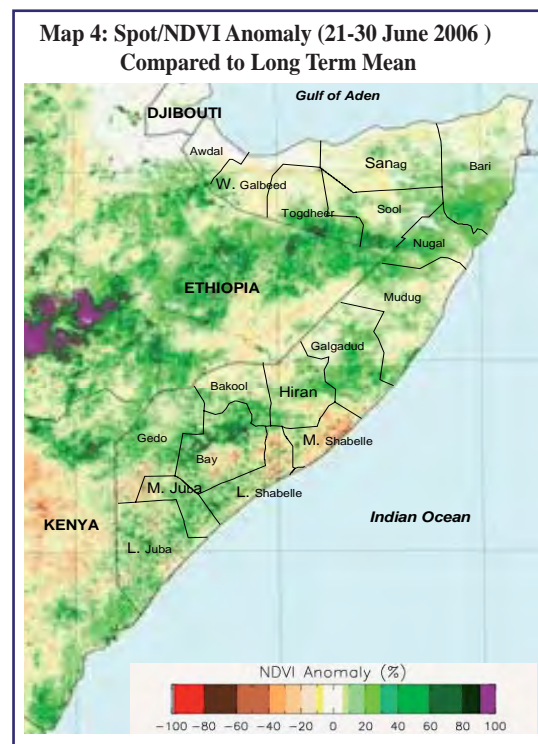 Map 4: Spot/NDVI Anomaly (21-30 June 2006 )
Compared to Long Term Mean
Gulf of Aden
DJIBOUTI
Awdal
Sanag
Bari
W. Galbeed
Togdheer
Sool
Nugal
ETHIOPIA
Mudug
Galgadud
Bakool
Hiran
Gedo
M. Shabelle
Bay
M. Juba
L. Shabelle
KENYA
Indian Ocean
L. Juba
NDVI Anomaly (%)
-100 -80 -60 -40 -20 0 20 40 60 80 100